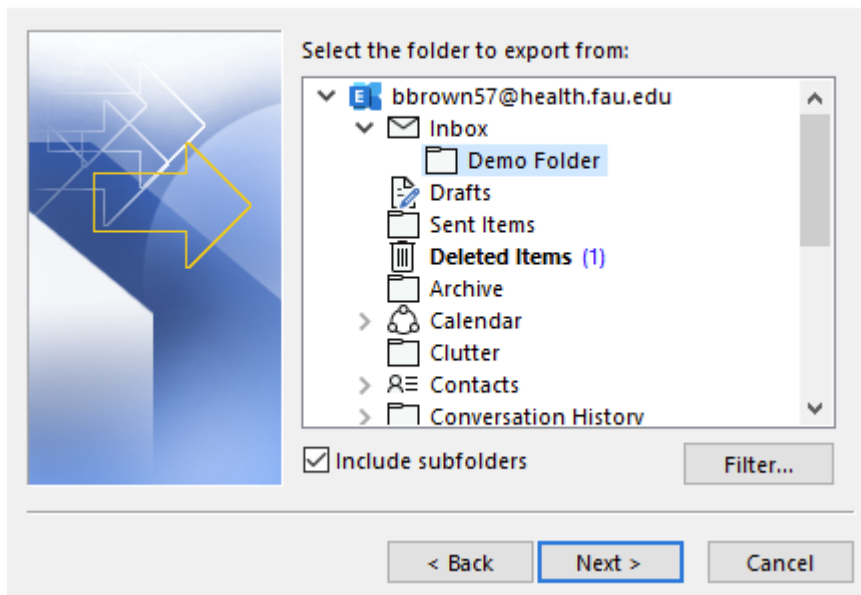 Select the folder to export from:
E bbrown57@health.fau.edu
Inbox
Demo Folder
Drafts
Sent Items
Deleted Items (1)
Archive
Calendar
Clutter
Contacts
Conversation History
Include subfolders
Filter...
< Back Next > Cancel